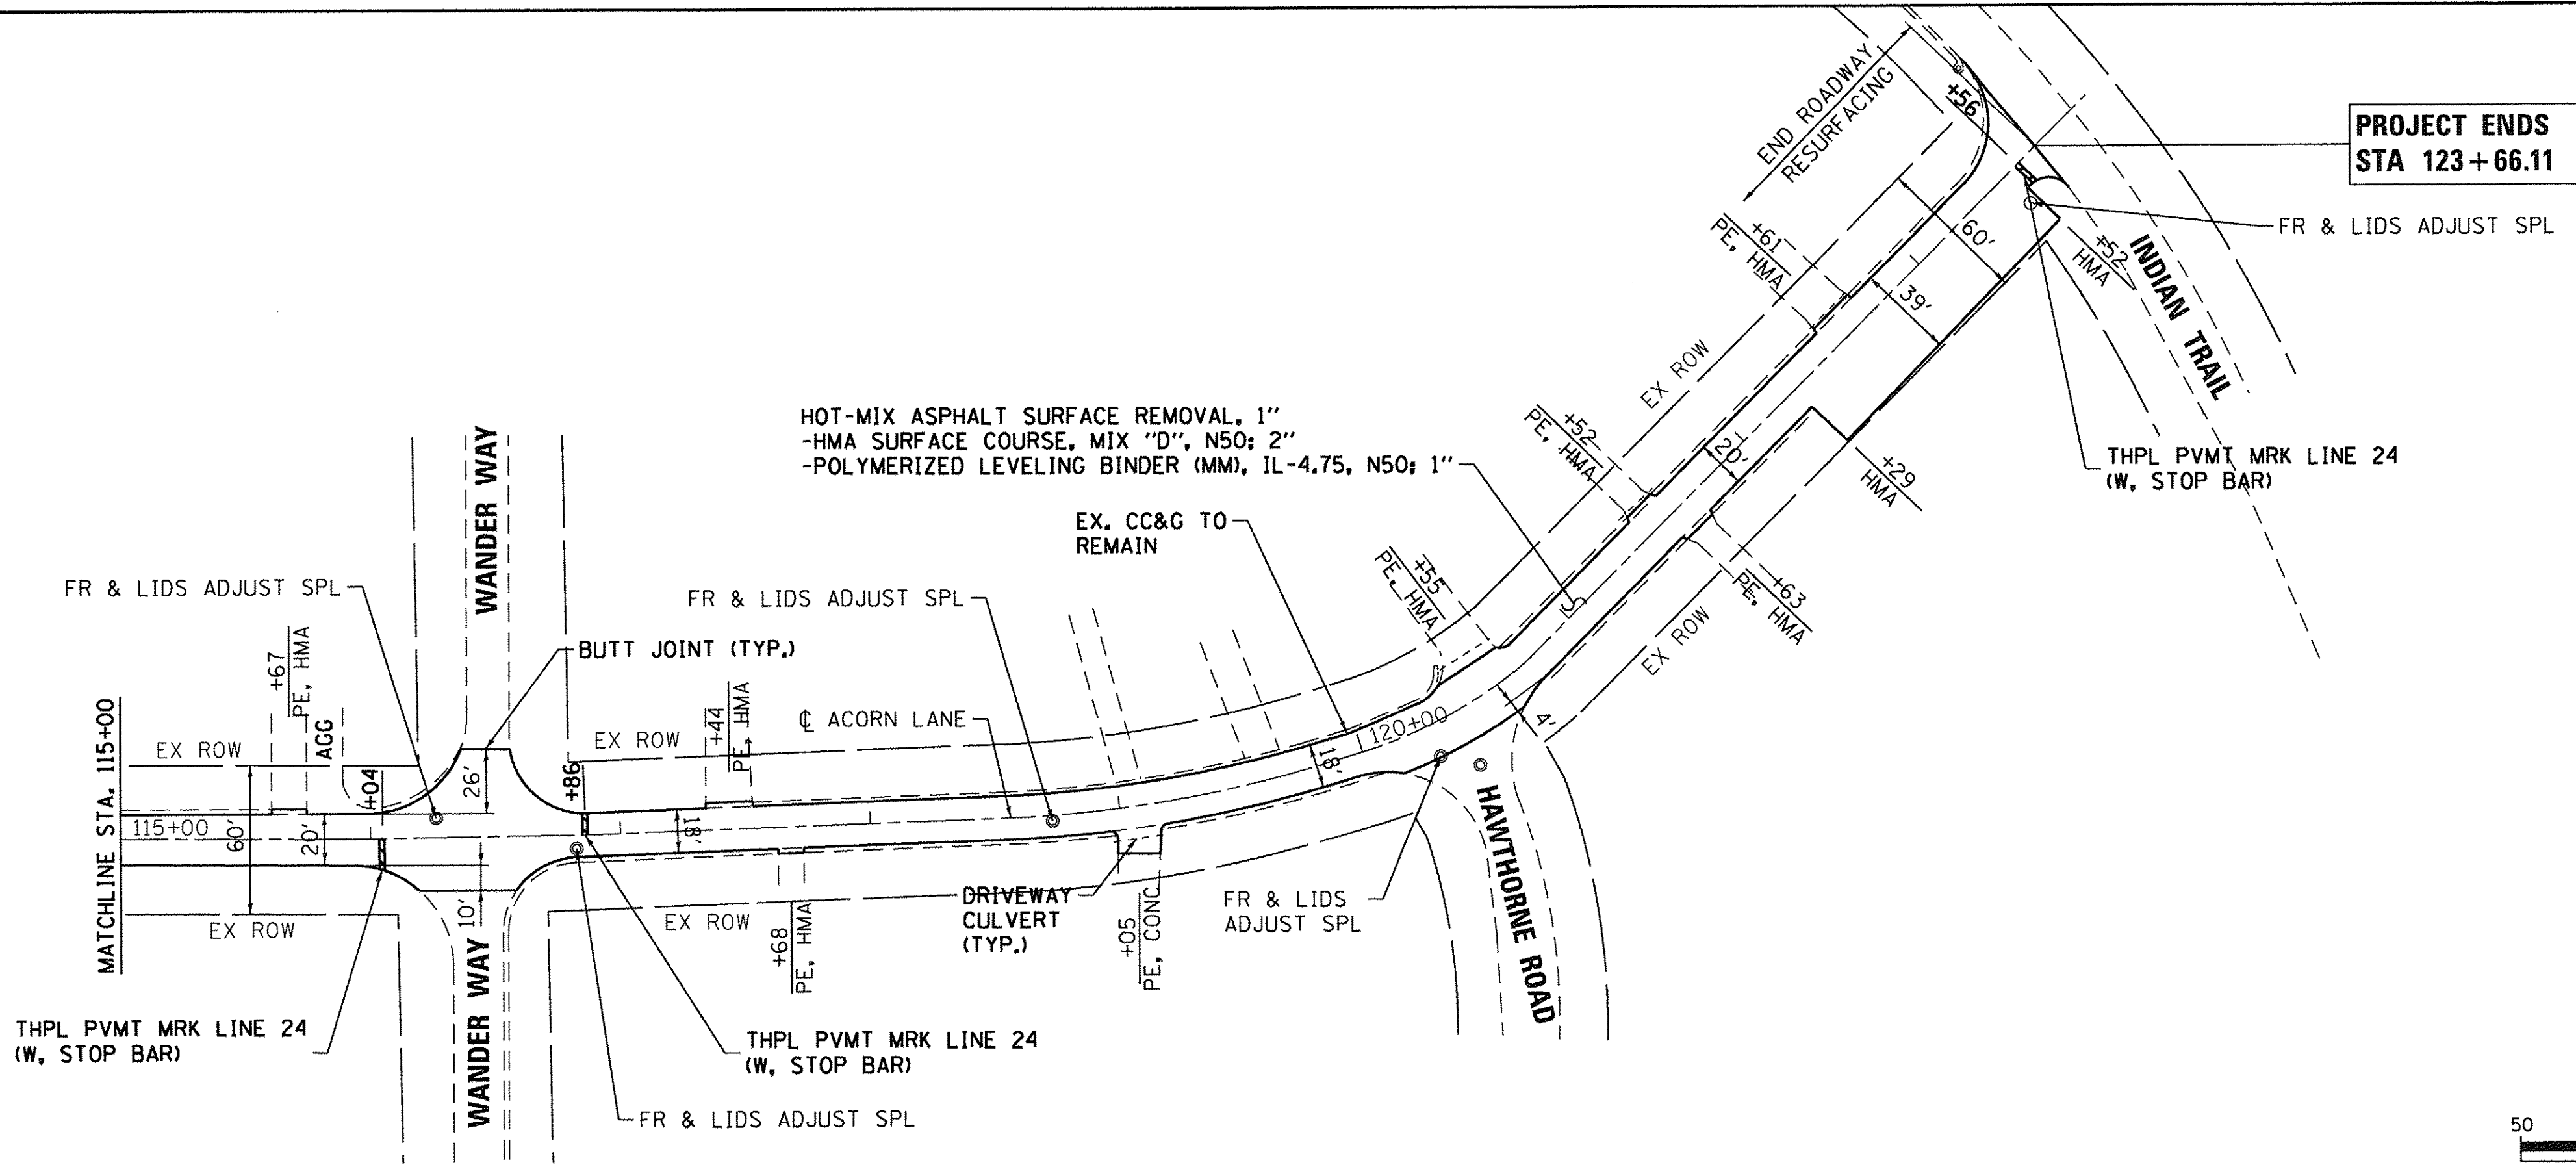 END ROADWAY
RESURFACING
+56
PROJECT ENDS
STA 123+66.11
FR & LIDS ADJUST SPL
+61
PE, HMA
60'
39'
+52
HMA
INDIAN TRAIL
EX ROW
HOT-MIX ASPHALT SURFACE REMOVAL, 1"
-HMA SURFACE COURSE, MIX "D", N50; 2"
-POLYMERIZED LEVELING BINDER (MM), IL-4.75, N50; 1"
+52
PE, HMA
20'
+29
HMA
THPL PVMT MRK LINE 24
(W, STOP BAR)
WANDER WAY
EX. CC&G TO
REMAIN
+55
PE, HMA
+63
PE, HMA
EX ROW
FR & LIDS ADJUST SPL
FR & LIDS ADJUST SPL
BUTT JOINT (TYP.)
+67
PE, HMA
AGG
+44
PE, HMA
℄ ACORN LANE
MATCHLINE STA. 115+00
EX ROW
+04
26'
+86
EX ROW
120+00
4'
18'
115+00
60'
20'
18'
HAWTHORNE ROAD
EX ROW
10'
EX ROW
+68
PE, HMA
DRIVEWAY
CULVERT
(TYP.)
+05
PE, CONC
FR & LIDS
ADJUST SPL
WANDER WAY
THPL PVMT MRK LINE 24
(W, STOP BAR)
THPL PVMT MRK LINE 24
(W, STOP BAR)
FR & LIDS ADJUST SPL
50